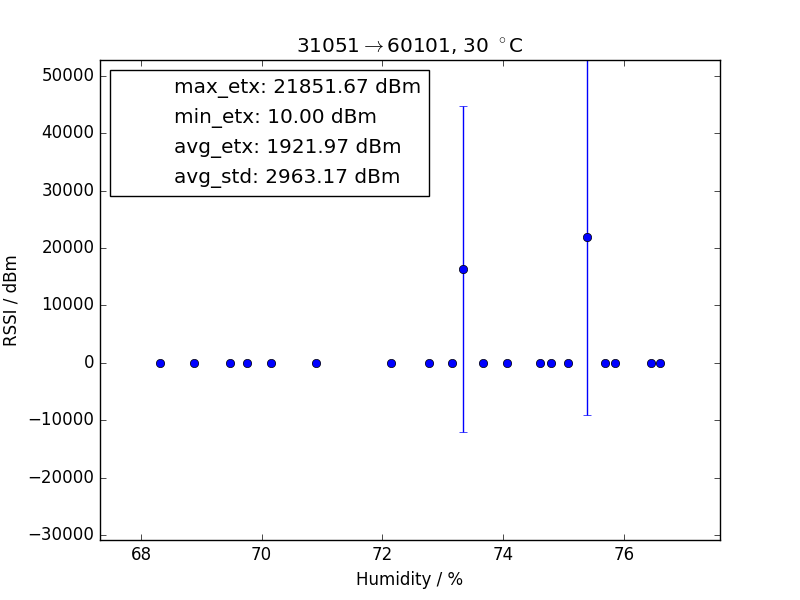 31051→60101, 30 °C
max_etx: 21851.67 dBm
min_etx: 10.00 dBm
avg_etx: 1921.97 dBm
avg_std: 2963.17 dBm
RSSI / dBm
50000
40000
30000
20000
10000
0
−10000
−20000
−30000
68 70 72 74 76
Humidity / %